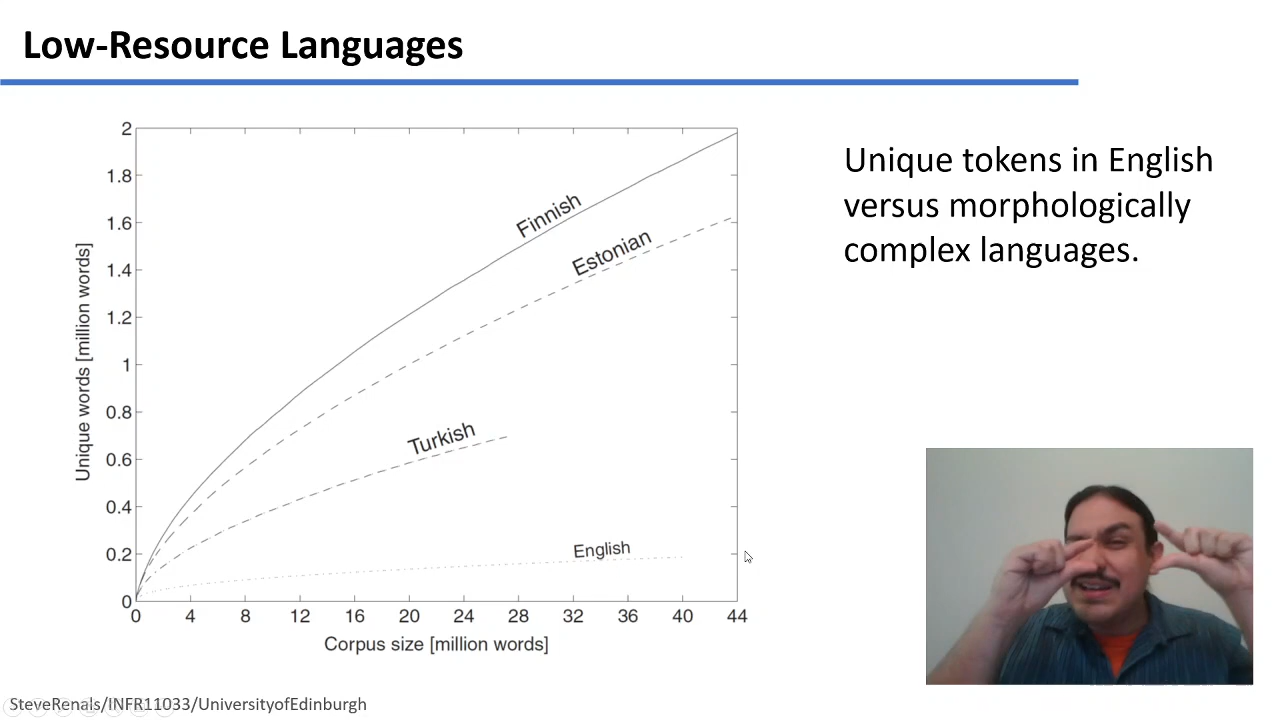 Low-Resource Languages
Unique tokens in English
versus morphologically
complex languages.
2
1.8
1.6
1.4
1.2
1
0.8
0.6
0.4
0.2
0
Unique words [million words]
Finnish
Estonian
Turkish
English
0 4 8 12 16 20 24 28 32 36 40 44
Corpus size [million words]
SteveRenals/INFR11033/UniversityofEdinburgh